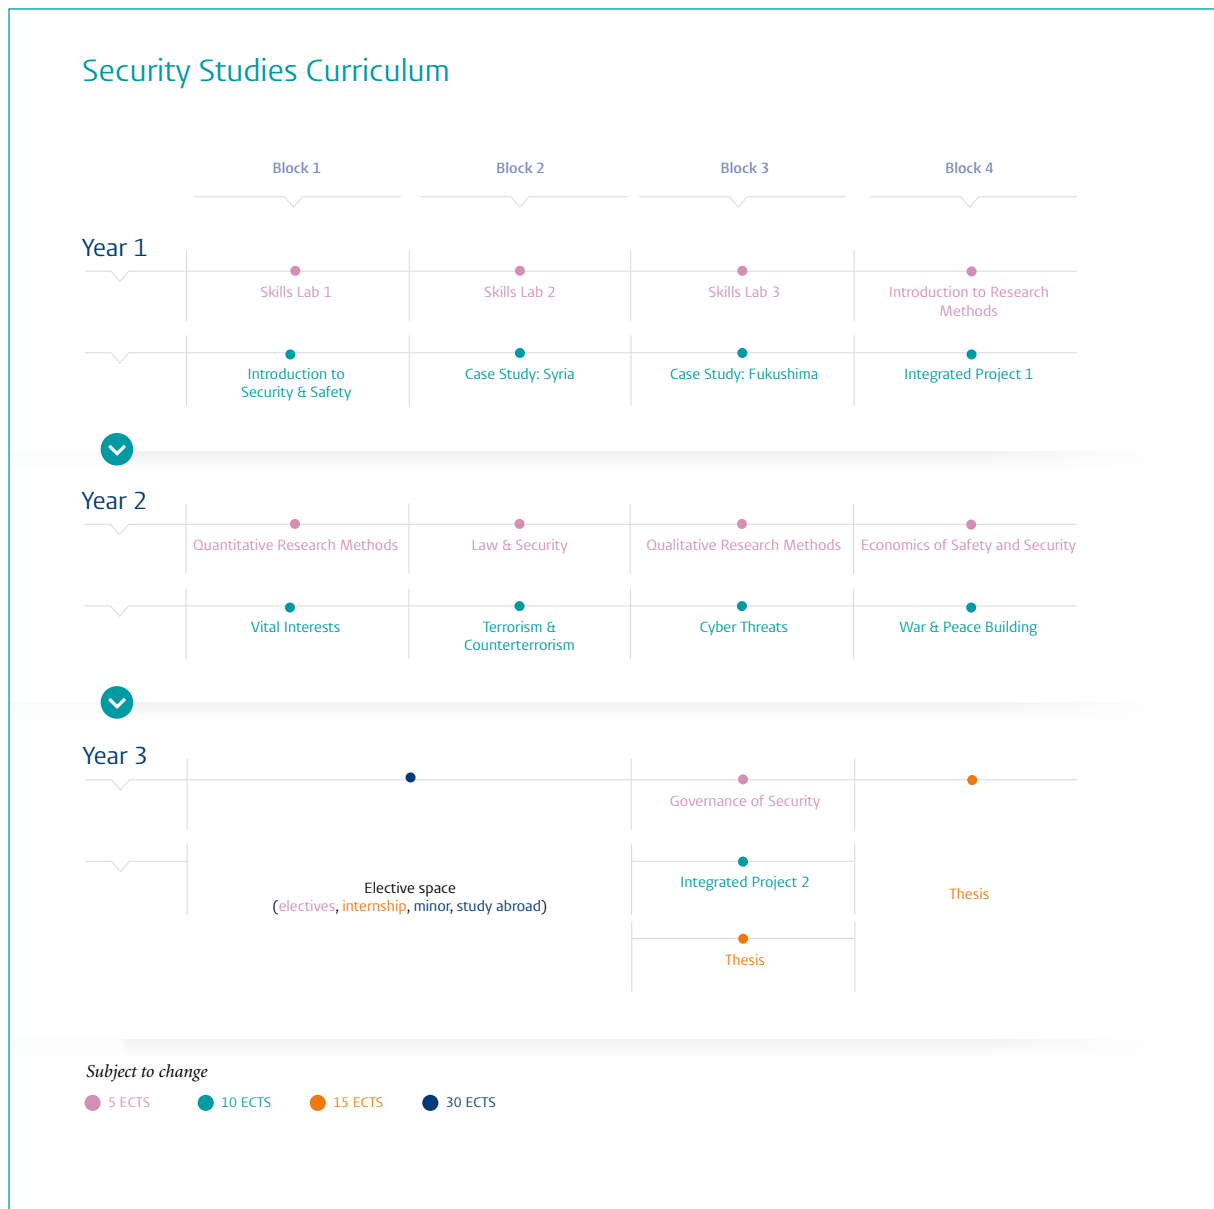 Security Studies Curriculum
Block 1
Block 2
Block 3
Block 4
Year 1
Skills Lab 1
Skills Lab 2
Skills Lab 3
Introduction to Research
Methods
Introduction to
Security & Safety
Case Study: Syria
Case Study: Fukushima
Integrated Project 1
Year 2
Quantitative Research Methods
Law & Security
Qualitative Research Methods
Economics of Safety and Security
Vital Interests
Terrorism &
Counterterrorism
Cyber Threats
War & Peace Building
Year 3
Governance of Security
Elective space
(electives, internship, minor, study abroad)
Integrated Project 2
Thesis
Thesis
Subject to change
5 ECTS
10 ECTS
15 ECTS
30 ECTS